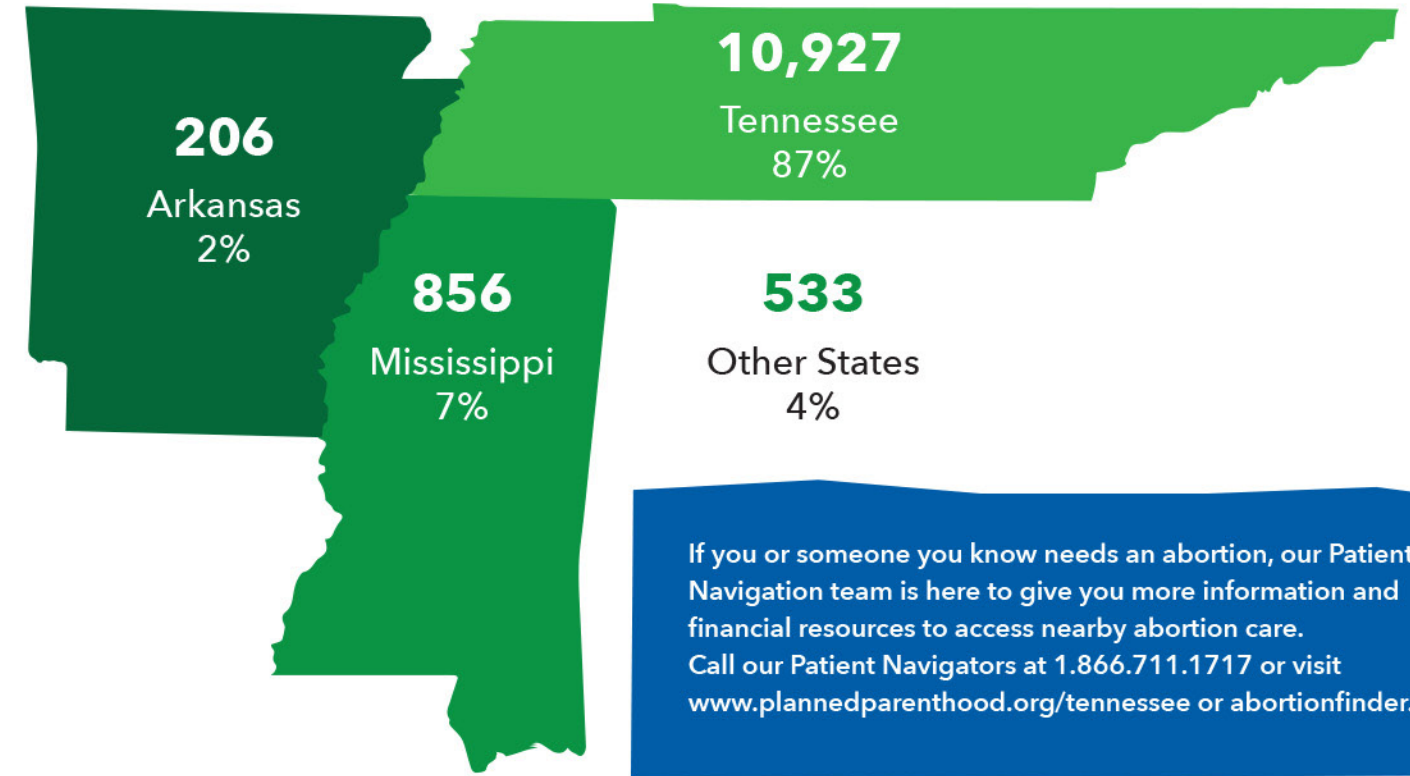 10,927
Tennessee
87%
206
Arkansas
2%
856
Mississippi
7%
533
Other States
4%
If you or someone you know needs an abortion, our Patient
Navigation team is here to give you more information and
financial resources to access nearby abortion care.
Call our Patient Navigators at 1.866.711.1717 or visit
www.plannedparenthood.org/tennessee or abortionfinder.